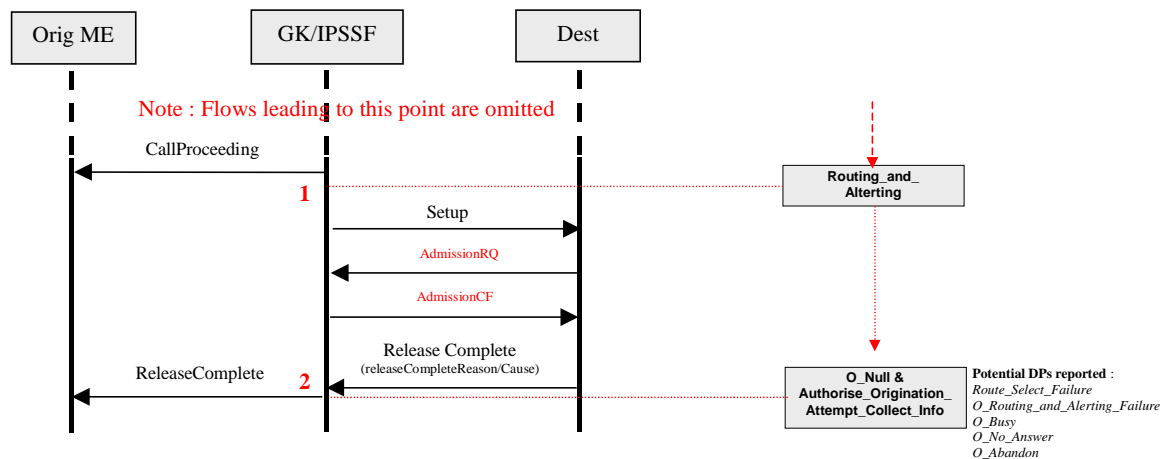 Orig ME
GK/IPSSF
Dest
Note : Flows leading to this point are omitted
CallProceeding
1
Routing_and_
Alterting
Setup
AdmissionRQ
AdmissionCF
Release Complete
(releaseCompleteReason/Cause)
ReleaseComplete
2
O_Null &
Authorise_Origination_
Attempt_Collect_Info
Potential DPs reported :
Route_Select_Failure
O_Routing_and_Alerting_Failure
O_Busy
O_No_Answer
O_Abandon